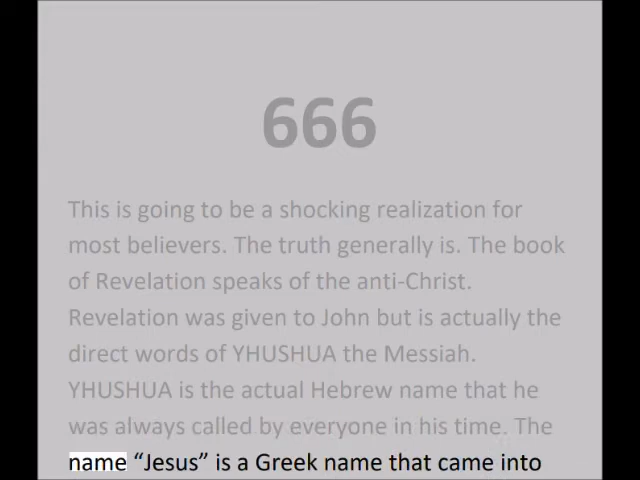 666
This is going to be a shocking realization for
most believers. The truth generally is. The book
of Revelation speaks of the anti-Christ.
Revelation was given to John but is actually the
direct words of YHUSHUA the Messiah.
YHUSHUA is the actual Hebrew name that he
was always called by everyone in his time. The
name “Jesus” is a Greek name that came into